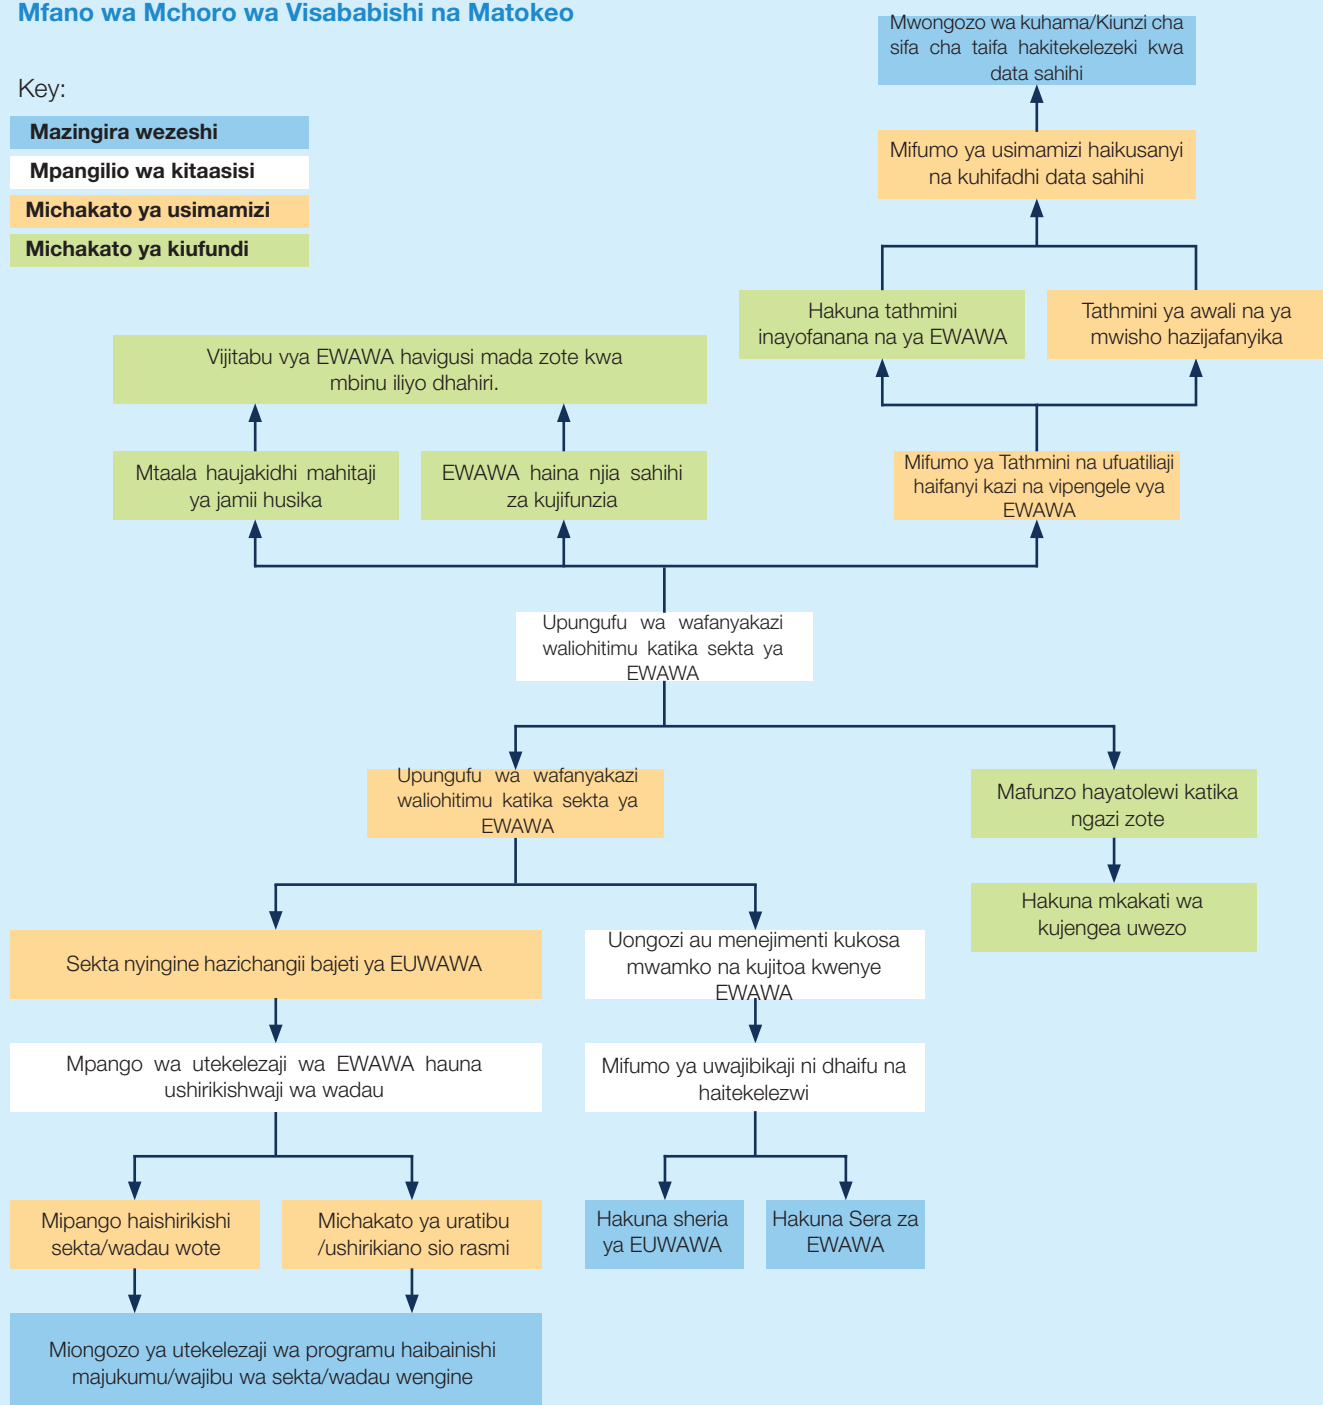 Mfano wa Mchoro wa Visababishi na Matokeo
Key:
Mazingira wezeshi
Mpangilio wa kitaasisi
Michakato ya usimamizi
Michakato ya kiufundi
Mwongozo wa kuhama/Kiunzi cha
sifa cha taifa hakitekelezeki kwa
data sahihi
Mifumo ya usimamizi haikusanyi
na kuhifadhi data sahihi
Hakuna tathmini
inayofanana na ya EWAWA
Tathmini ya awali na ya
mwisho hazijafanyika
Vijitabu vya EWAWA havigusi mada zote kwa
mbinu iliyo dhahiri.
Mtaala haujakidhi mahitaji
ya jamii husika
EWAWA haina njia sahihi
za kujifunzia
Mifumo ya Tathmini na ufuatiliaji
haifanyi kazi na vipengele vya
EWAWA
Upungufu wa wafanyakazi
waliohitimu katika sekta ya
EWAWA
Upungufu wa wafanyakazi
waliohitimu katika sekta ya
EWAWA
Mafunzo hayatolewi katika
ngazi zote
Hakuna mkakati wa
kujengea uwezo
Sekta nyingine hazichangii bajeti ya EUWAWA
Uongozi au menejimenti kukosa
mwamko na kujitoa kwenye
EWAWA
Mpango wa utekelezaji wa EWAWA hauna
ushirikishwaji wa wadau
Mifumo ya uwajibikaji ni dhaifu na
haitekelezwi
Mipango haishirikishi
sekta/wadau wote
Michakato ya uratibu
/ushirikiano sio rasmi
Hakuna sheria
ya EUWAWA
Hakuna Sera za
EWAWA
Miongozo ya utekelezaji wa programu haibainishi
majukumu/wajibu wa sekta/wadau wengine